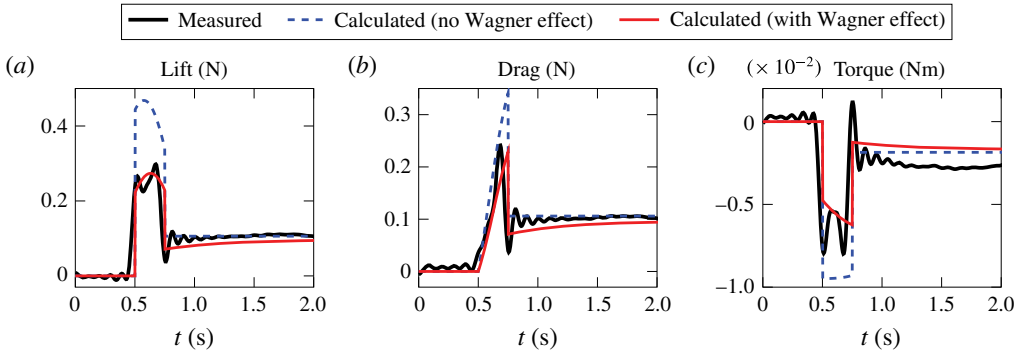 Measured Calculated (no Wagner effect) Calculated (with Wagner effect)
(a) Lift (N)
0.4
0.2
0
0 0.5 1.0 1.5 2.0
t (s)
(b) Drag (N)
0.3
0.2
0.1
0
0 0.5 1.0 1.5 2.0
t (s)
(c) (× 10⁻²) Torque (Nm)
0
−0.5
−1.0
0 0.5 1.0 1.5 2.0
t (s)